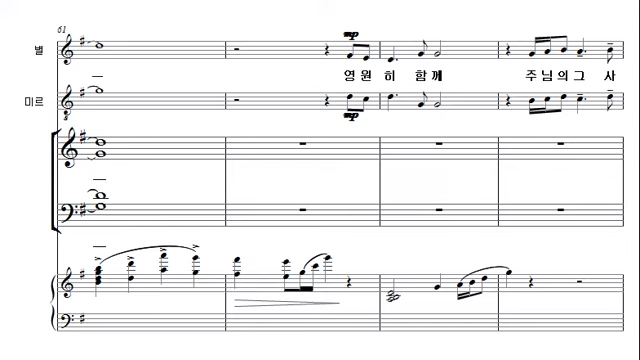 61
별
mp
영원히 함께 주님의그 사
미르
mp